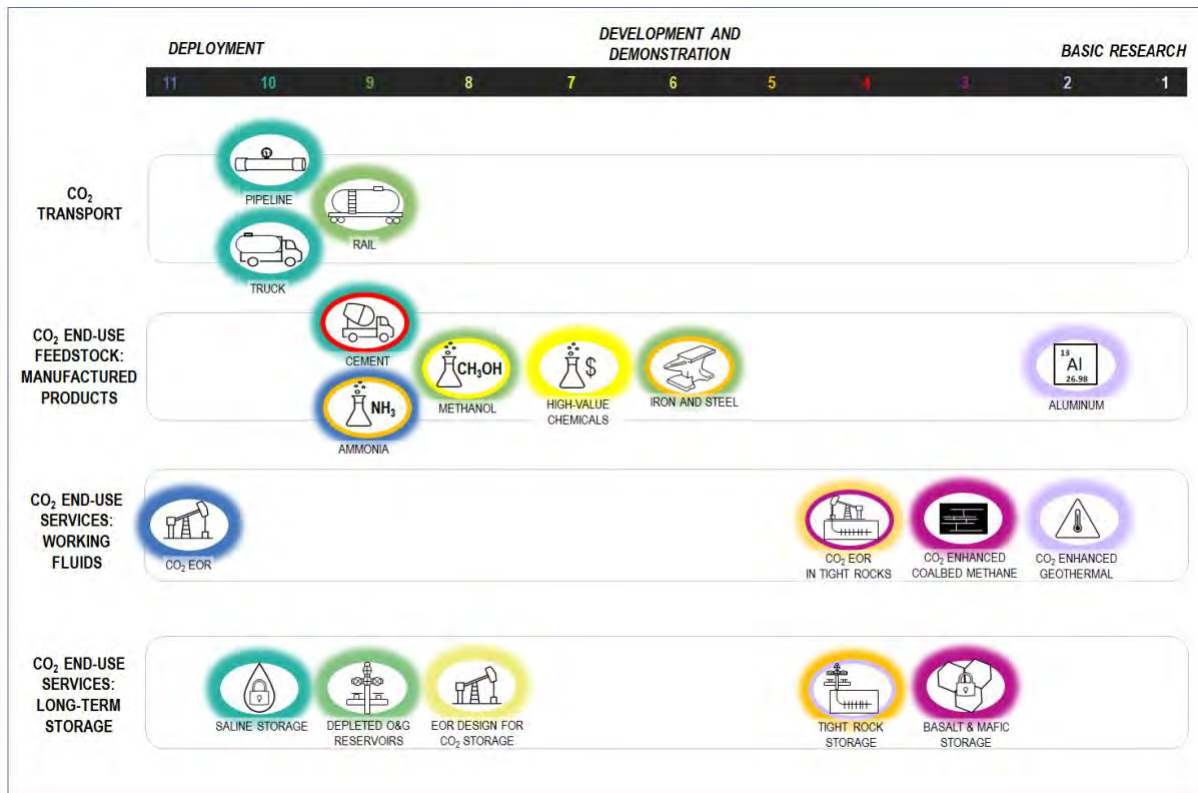 DEPLOYMENT
DEVELOPMENT AND
DEMONSTRATION
BASIC RESEARCH
11 10 9 8 7 6 5 4 3 2 1
CO₂
TRANSPORT
PIPELINE
TRUCK
RAIL
CO₂ END-USE
FEEDSTOCK:
MANUFACTURED
PRODUCTS
CEMENT
NH₃
AMMONIA
CH₃OH
METHANOL
$
HIGH-VALUE
CHEMICALS
IRON AND STEEL
13
Al
26.98
ALUMINUM
CO₂ END-USE
SERVICES:
WORKING
FLUIDS
CO₂ EOR
CO₂ EOR
IN TIGHT ROCKS
CO₂ ENHANCED
COALBED METHANE
CO₂ ENHANCED
GEOTHERMAL
CO₂ END-USE
SERVICES:
LONG-TERM
STORAGE
SALINE STORAGE
DEPLETED O&G
RESERVOIRS
EOR DESIGN FOR
CO₂ STORAGE
TIGHT ROCK
STORAGE
BASALT & MAFIC
STORAGE